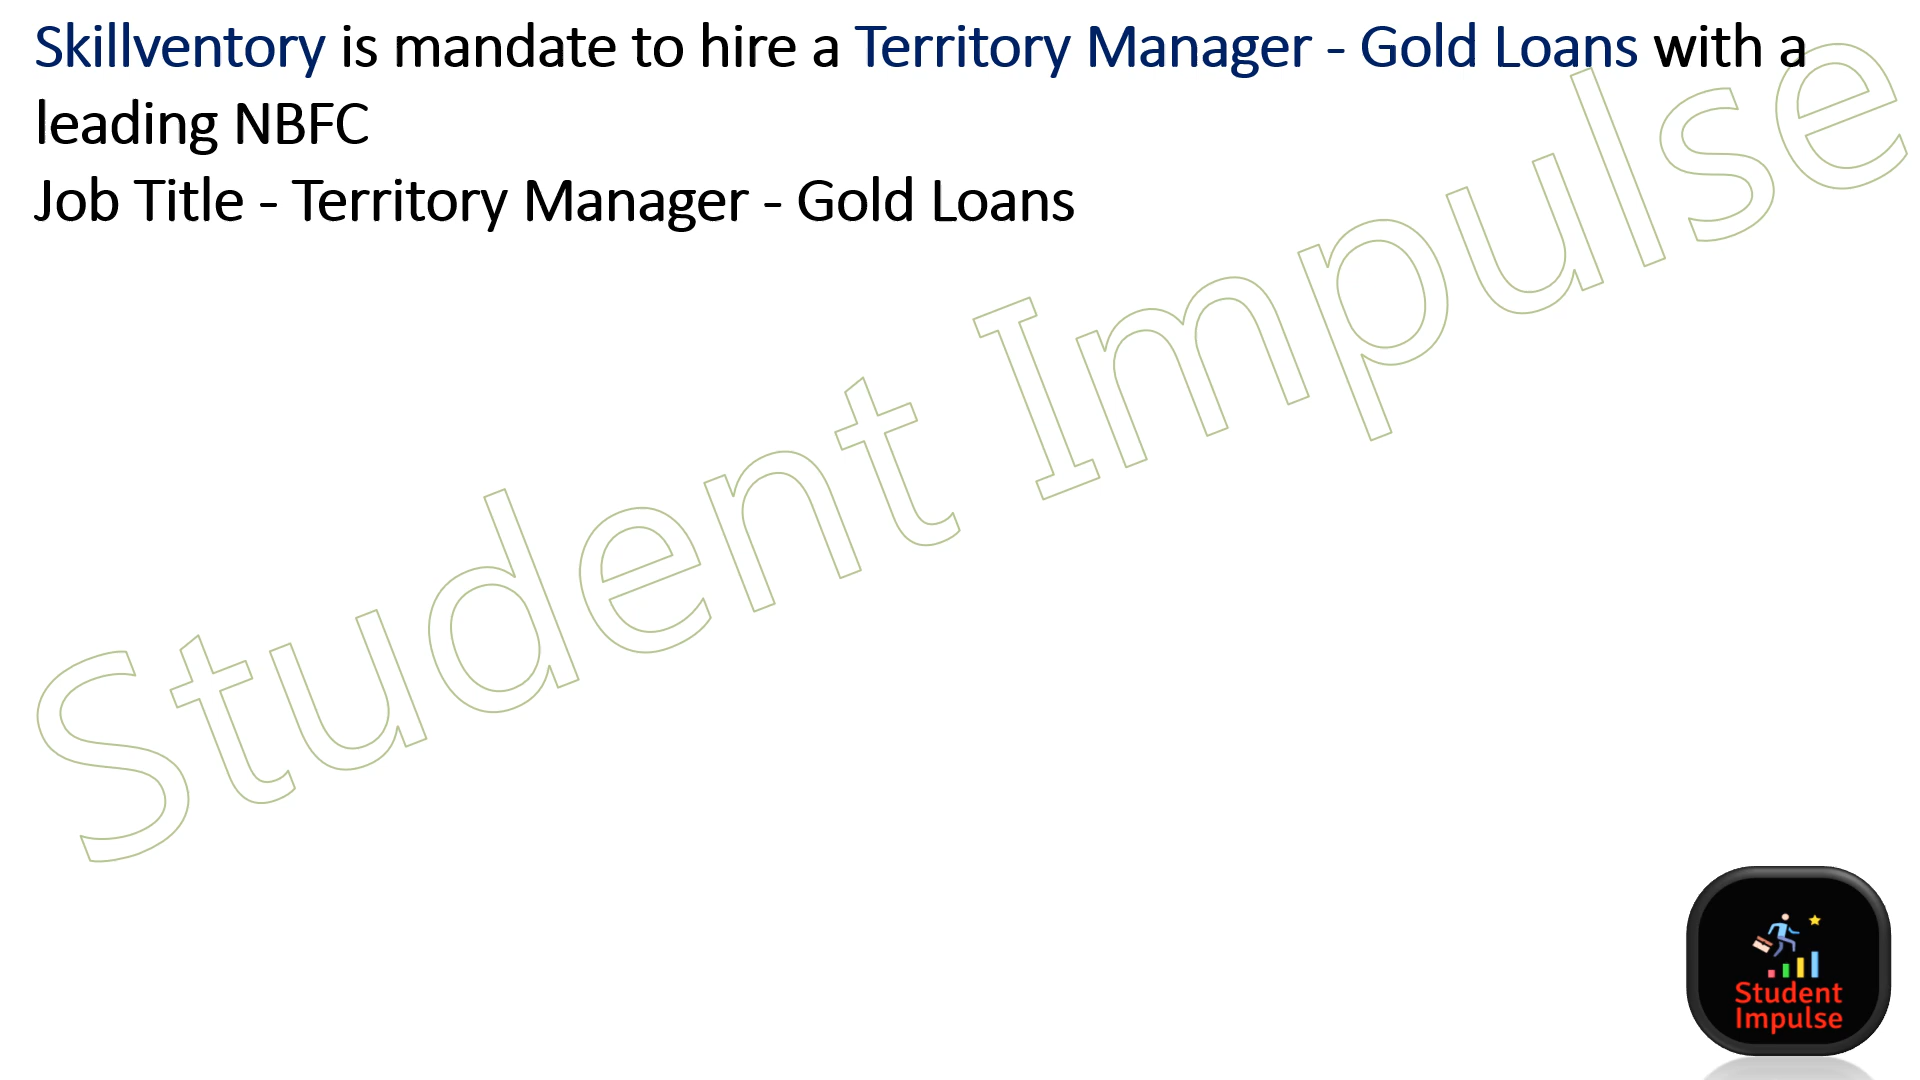 Skillventory is mandate to hire a Territory Manager - Gold Loans with a
leading NBFC
Job Title - Territory Manager - Gold Loans
Student Impulse
Student
Impulse